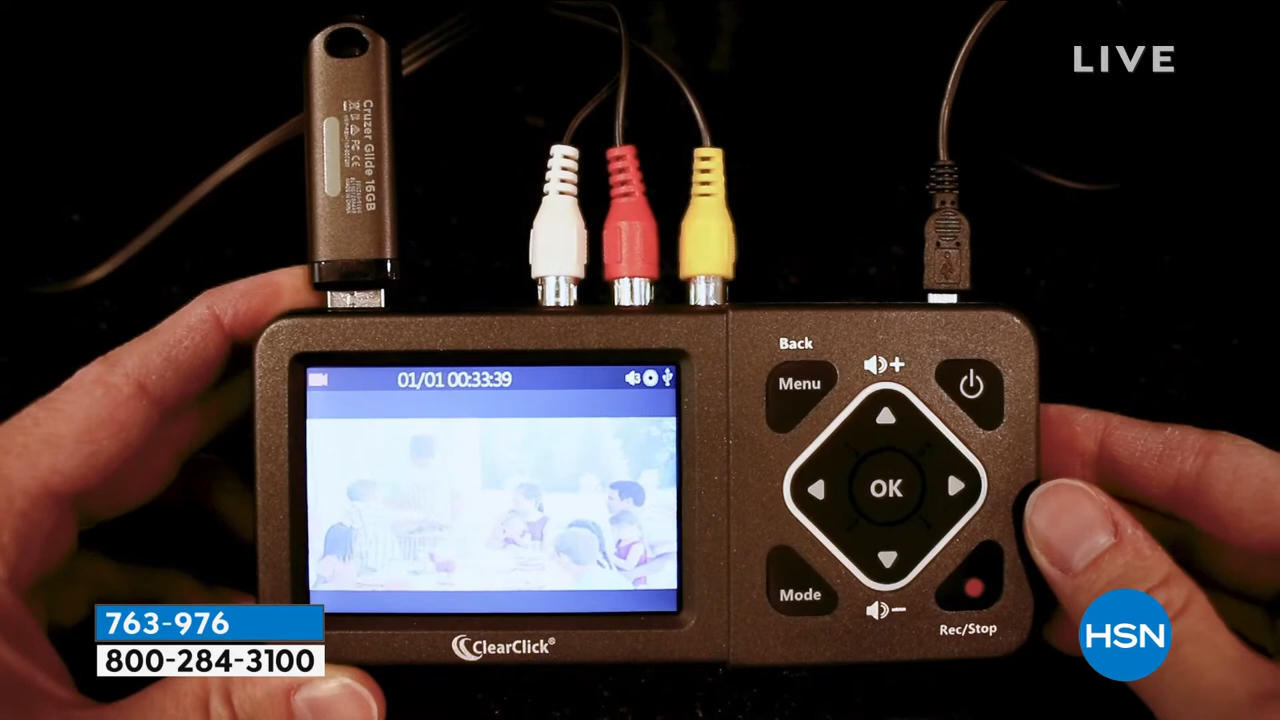 LIVE
Cruzer Glide 16GB
01/01 00:33:39
3
Back
Menu
OK
Mode
Rec/Stop
ClearClick®
763-976
800-284-3100
HSN